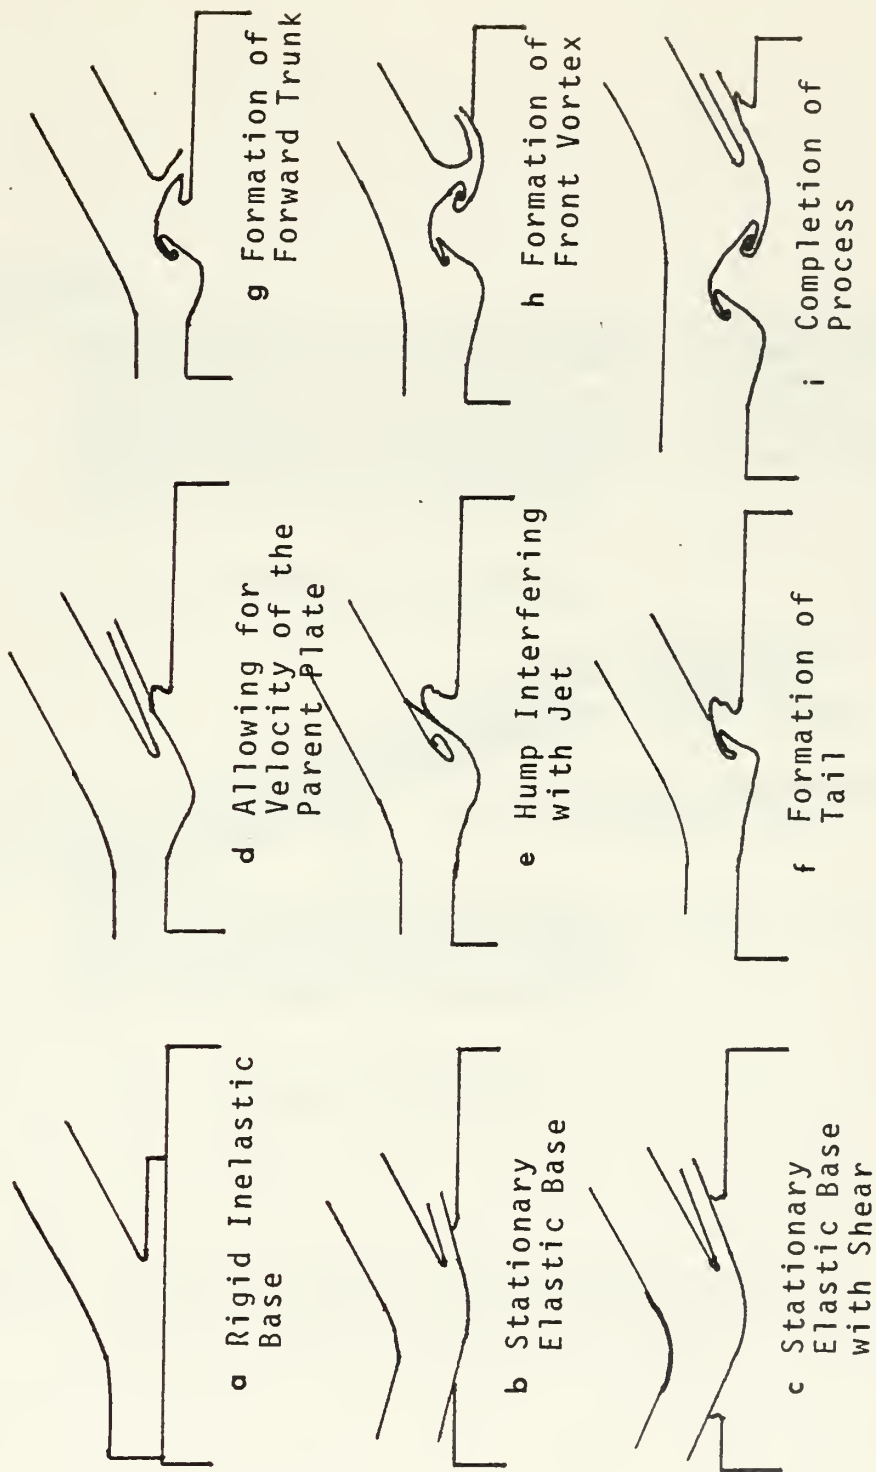 a Rigid Inelastic
Base
b Stationary
Elastic Base
c Stationary
Elastic Base
with Shear
d Allowing for
Velocity of the
Parent Plate
e Hump Interfering
with Jet
f Formation of
Tail
g Formation of
Forward Trunk
h Formation of
Front Vortex
i Completion of
Process